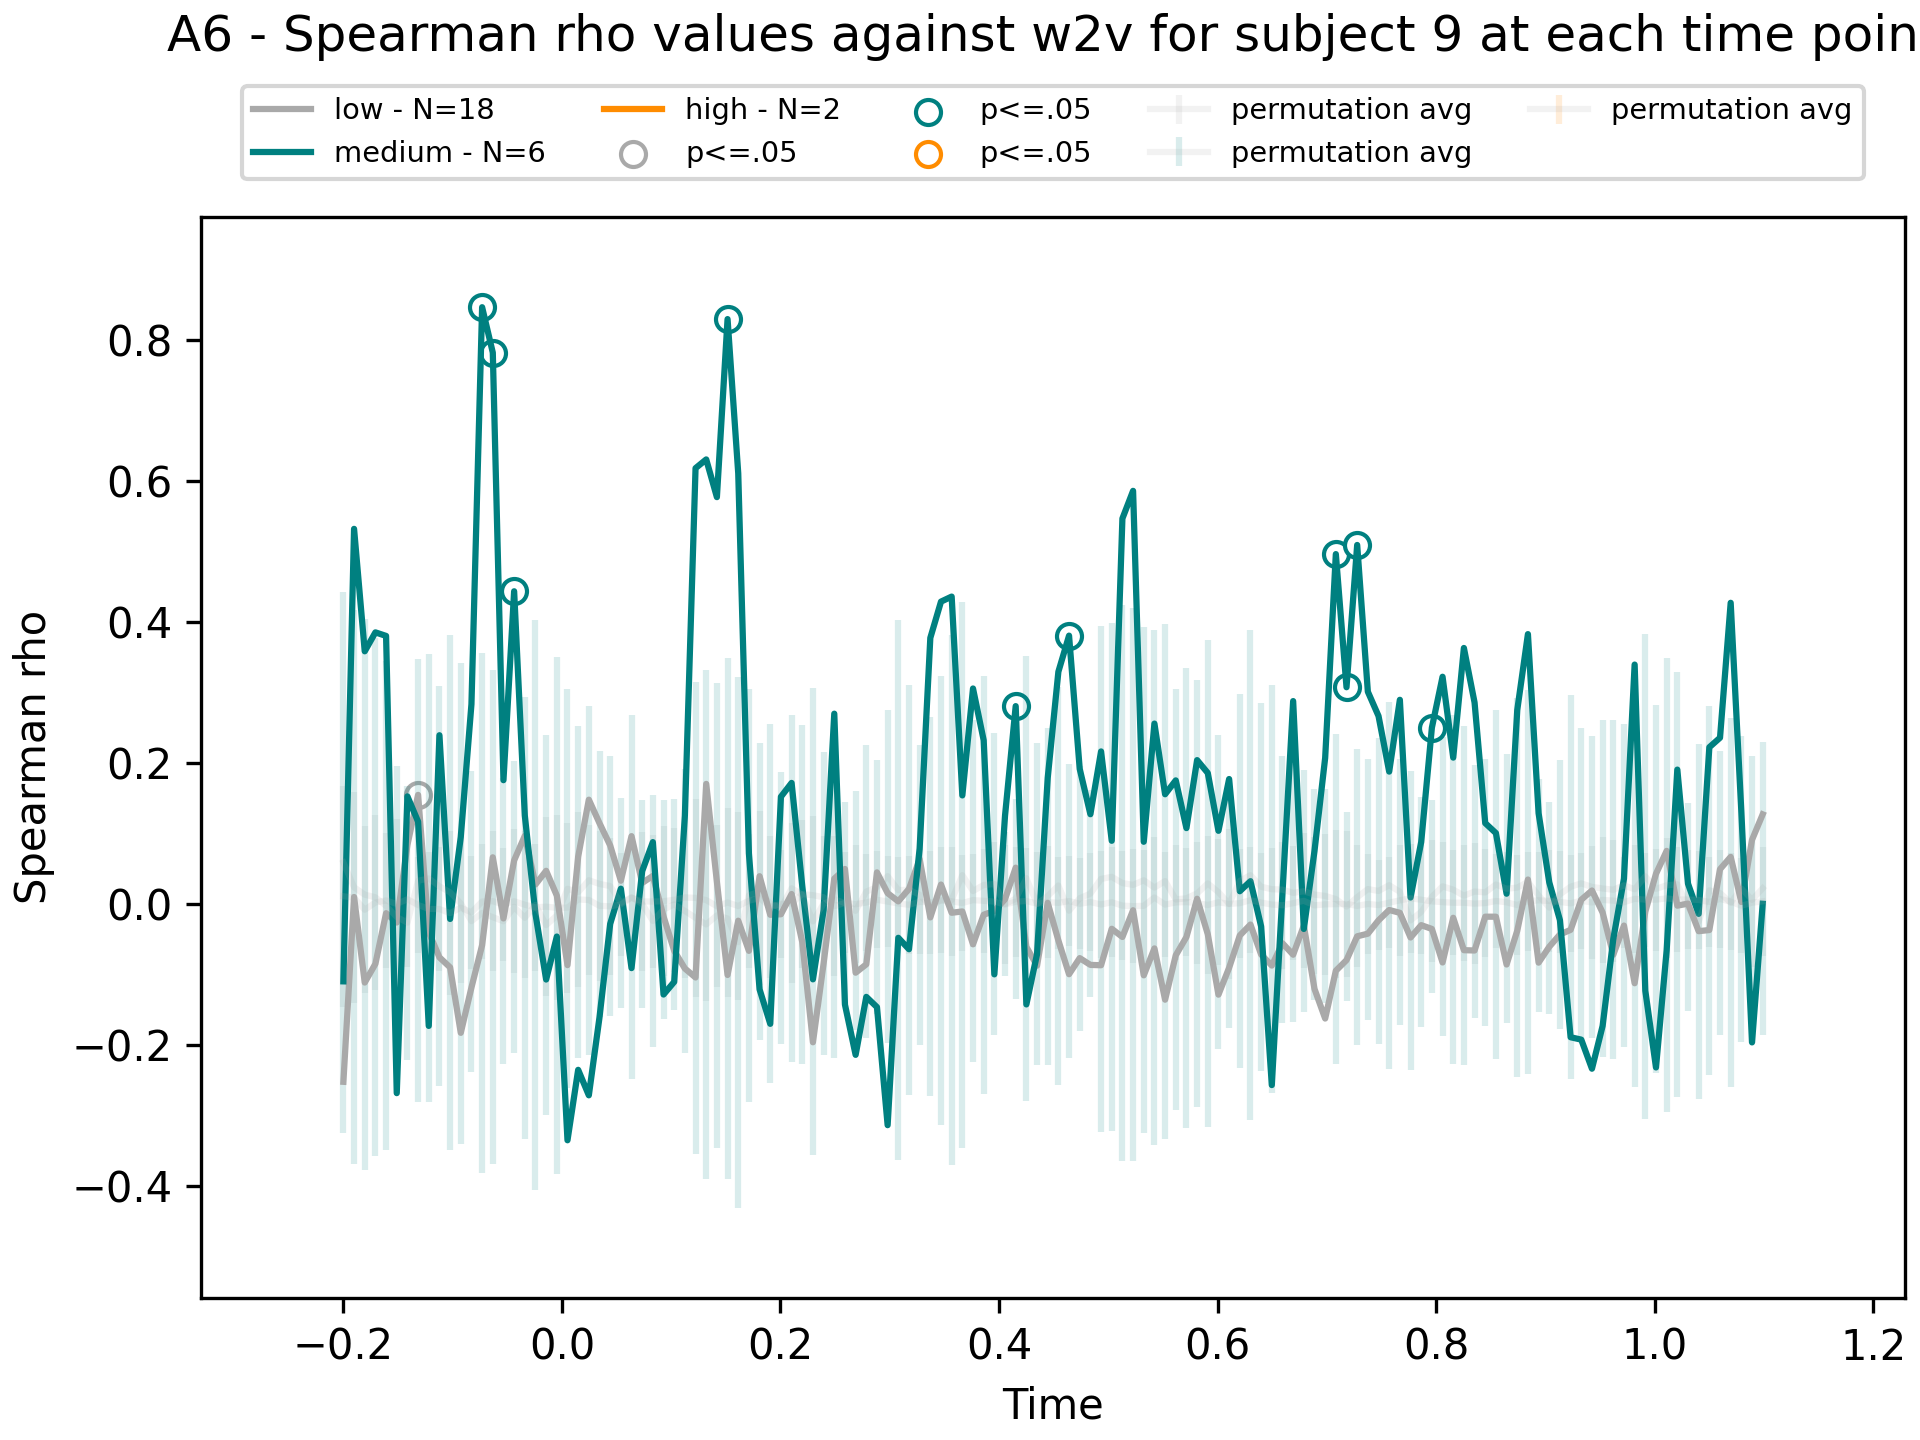 A6 - Spearman rho values against w2v for subject 9 at each time poin
low - N=18
high - N=2
p<=.05
permutation avg
permutation avg
medium - N=6
p<=.05
p<=.05
permutation avg
Spearman rho
0.8
0.6
0.4
0.2
0.0
−0.2
−0.4
−0.2
0.0
0.2
0.4
0.6
0.8
1.0
1.2
Time